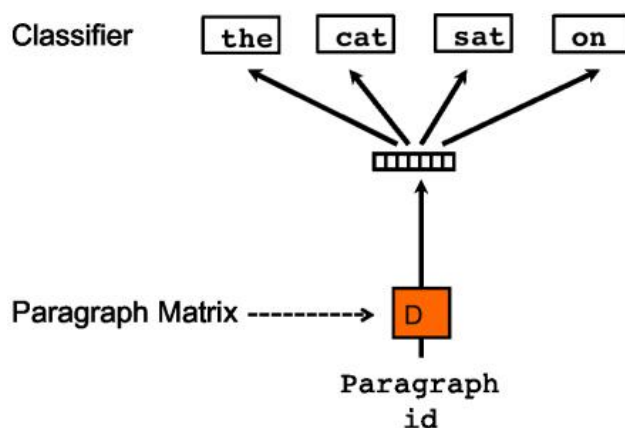 Classifier the cat sat on
Paragraph Matrix D
Paragraph
id